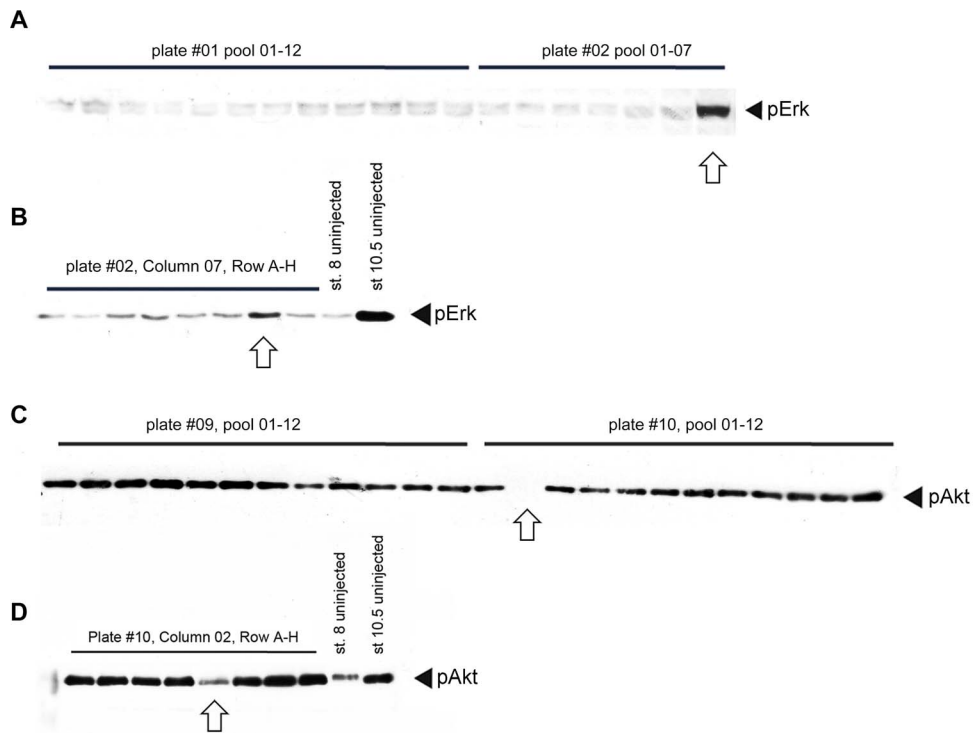 A
plate #01 pool 01-12
plate #02 pool 01-07
pErk
B
plate #02, Column 07, Row A-H
st. 8 uninjected
st 10.5 uninjected
pErk
C
plate #09, pool 01-12
plate #10, pool 01-12
pAkt
D
Plate #10, Column 02, Row A-H
st. 8 uninjected
st 10.5 uninjected
pAkt